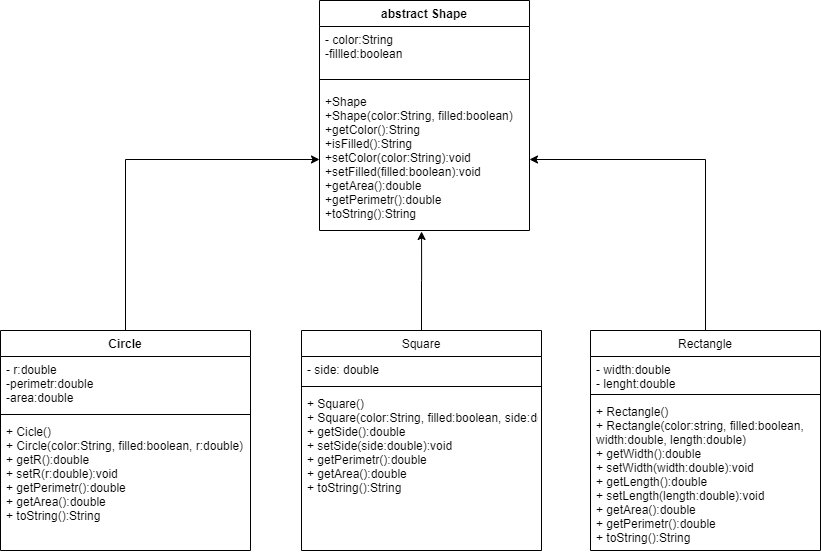 abstract Shape
- color:String
-fillled:boolean
+Shape
+Shape(color:String, filled:boolean)
+getColor():String
+isFilled():String
+setColor(color:String):void
+setFilled(filled:boolean):void
+getArea():double
+getPerimetr():double
+toString():String
Circle
- r:double
-perimetr:double
-area:double
+ Cicle()
+ Circle(color:String, filled:boolean, r:double)
+ getR():double
+ setR(r:double):void
+ getPerimetr():double
+ getArea():double
+ toString():String
Square
- side: double
+ Square()
+ Square(color:String, filled:boolean, side:d
+ getSide():double
+ setSide(side:double):void
+ getPerimetr():double
+ getArea():double
+ toString():String
Rectangle
- width:double
- lenght:double
+ Rectangle()
+ Rectangle(color:string, filled:boolean,
width:double, length:double)
+ getWidth():double
+ setWidth(width:double):void
+ getLength():double
+ setLength(length:double):void
+ getArea():double
+ getPerimetr():double
+ toString():String